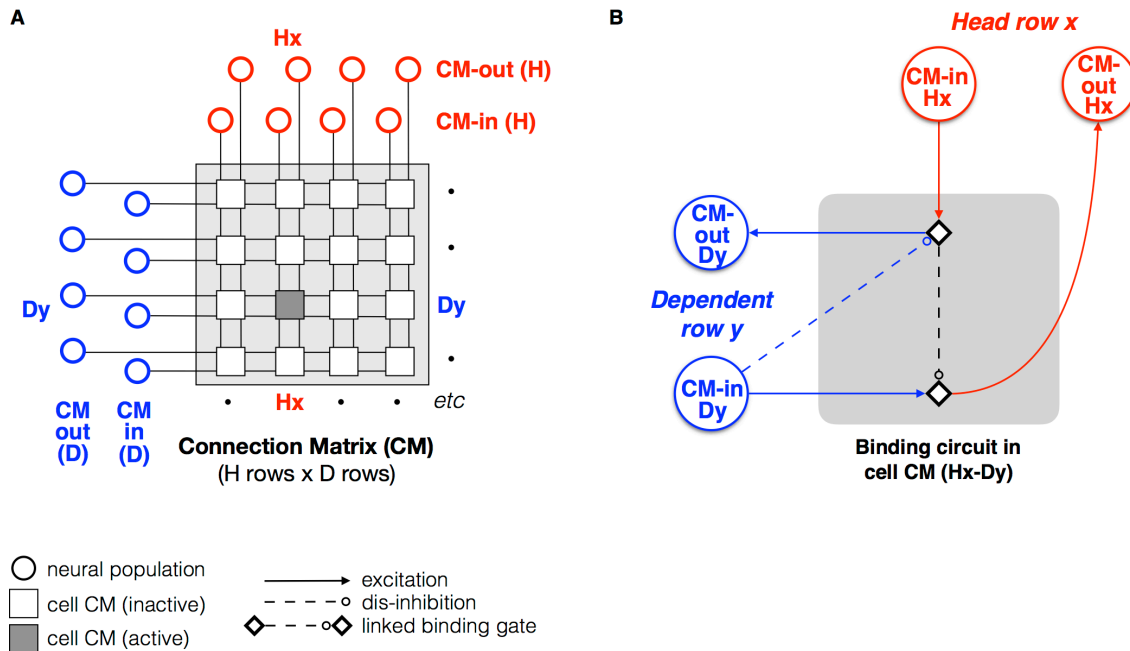 A
Hx
CM-out (H)
CM-in (H)
Dy
Dy
CM
out
(D)
CM
in
(D)
Hx
etc
Connection Matrix (CM)
(H rows x D rows)
B
Head row x
CM-in
Hx
CM-
out
Hx
CM-
out
Dy
Dependent
row y
CM-in
Dy
Binding circuit in
cell CM (Hx-Dy)
neural population
cell CM (inactive)
cell CM (active)
excitation
dis-inhibition
linked binding gate